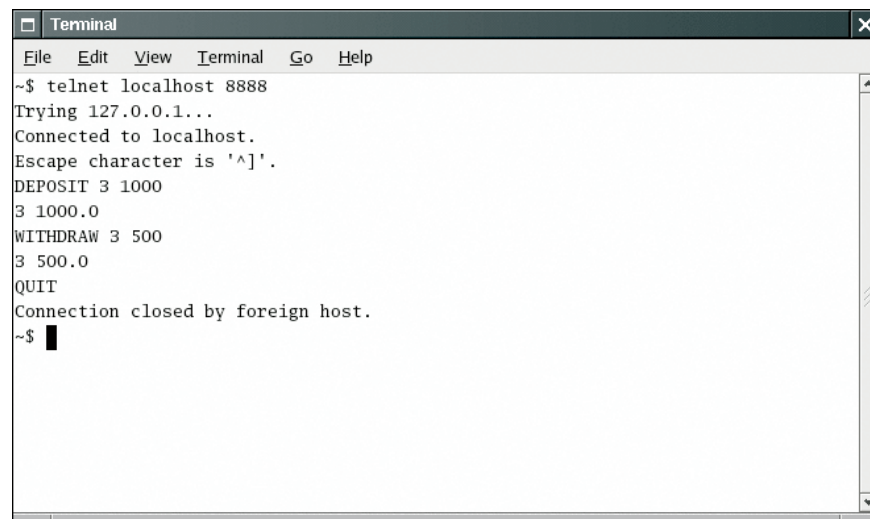 Terminal
File Edit View Terminal Go Help
~$ telnet localhost 8888
Trying 127.0.0.1...
Connected to localhost.
Escape character is '^]'.
DEPOSIT 3 1000
3 1000.0
WITHDRAW 3 500
3 500.0
QUIT
Connection closed by foreign host.
~$